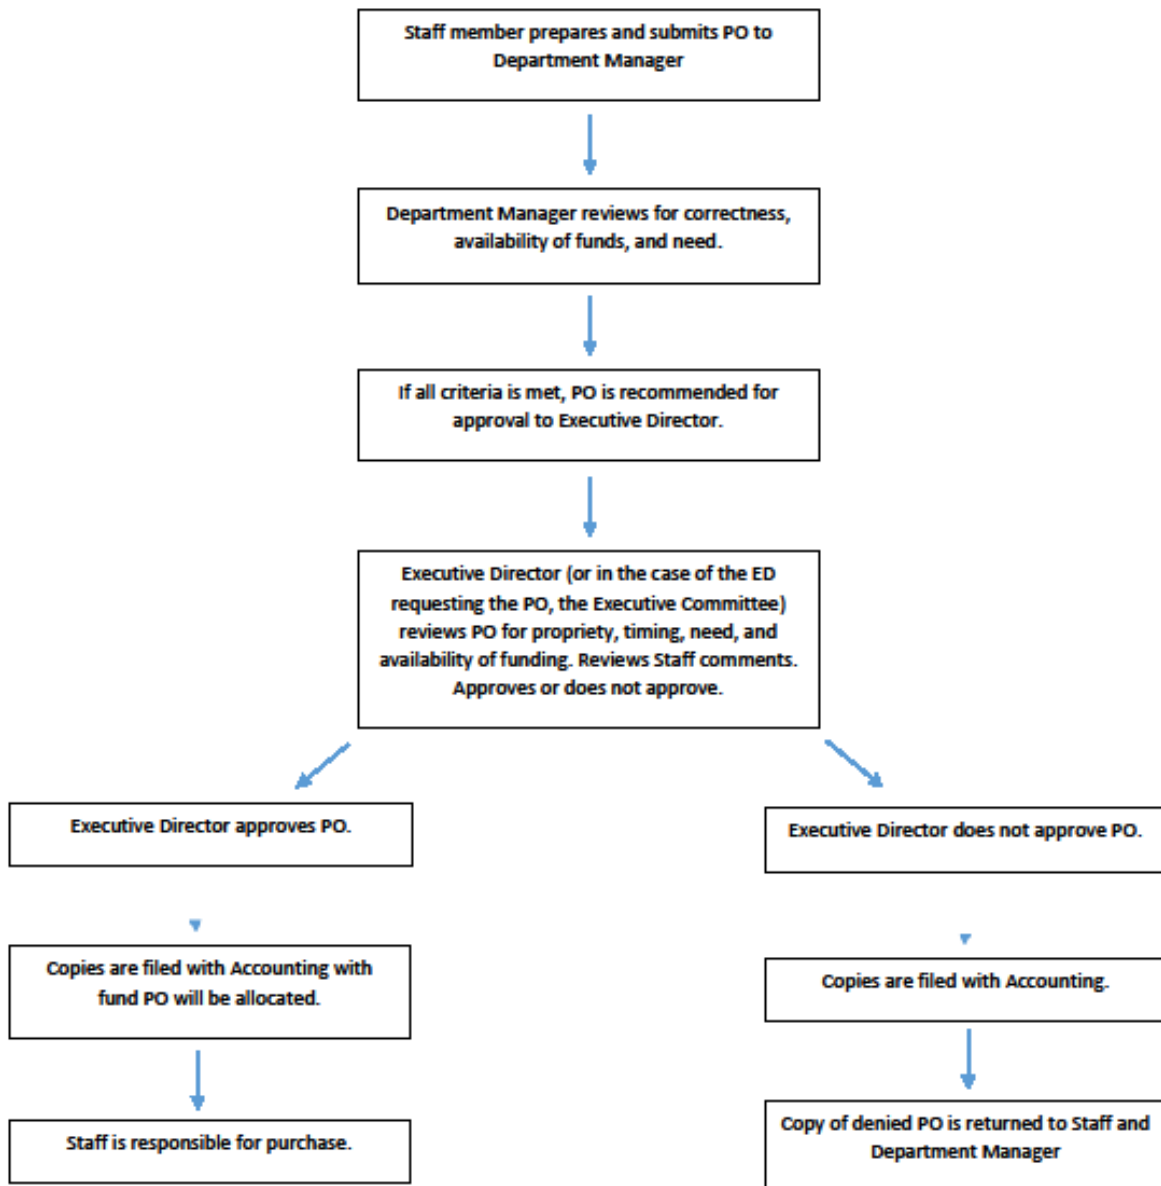 Staff member prepares and submits PO to
Department Manager
Department Manager reviews for correctness,
availability of funds, and need.
If all criteria is met, PO is recommended for
approval to Executive Director.
Executive Director (or in the case of the ED
requesting the PO, the Executive Committee)
reviews PO for propriety, timing, need, and
availability of funding. Reviews Staff comments.
Approves or does not approve.
Executive Director approves PO.
Executive Director does not approve PO.
Copies are filed with Accounting with
fund PO will be allocated.
Copies are filed with Accounting.
Staff is responsible for purchase.
Copy of denied PO is returned to Staff and
Department Manager